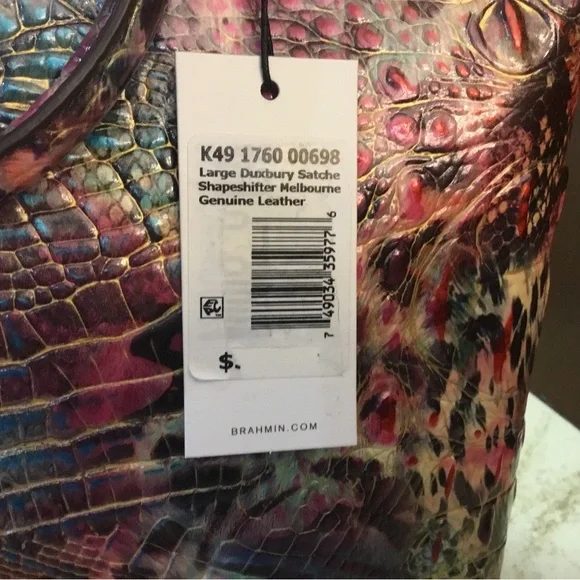 K49 1760 00698
Large Duxbury Satche
Shapeshifter Melbourne
Genuine Leather
7 49034 35977 6
$.
BRAHMIN.COM